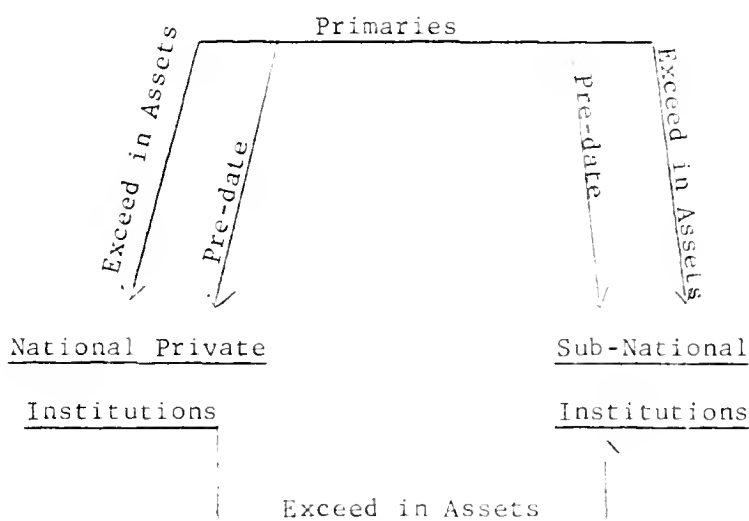 Primaries
Exceed in Assets
Pre-date
Pre-date
Exceed in Assets
National Private
Institutions
Sub-National
Institutions
Exceed in Assets